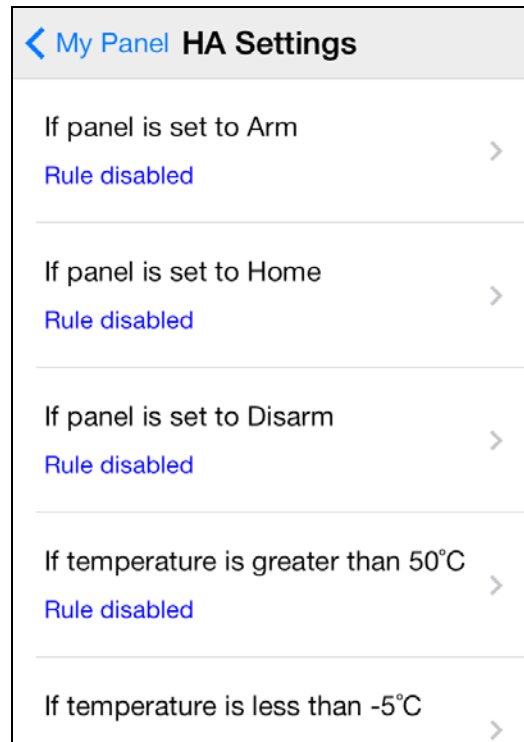 My Panel HA Settings
If panel is set to Arm
Rule disabled
If panel is set to Home
Rule disabled
If panel is set to Disarm
Rule disabled
If temperature is greater than 50°C
Rule disabled
If temperature is less than -5°C